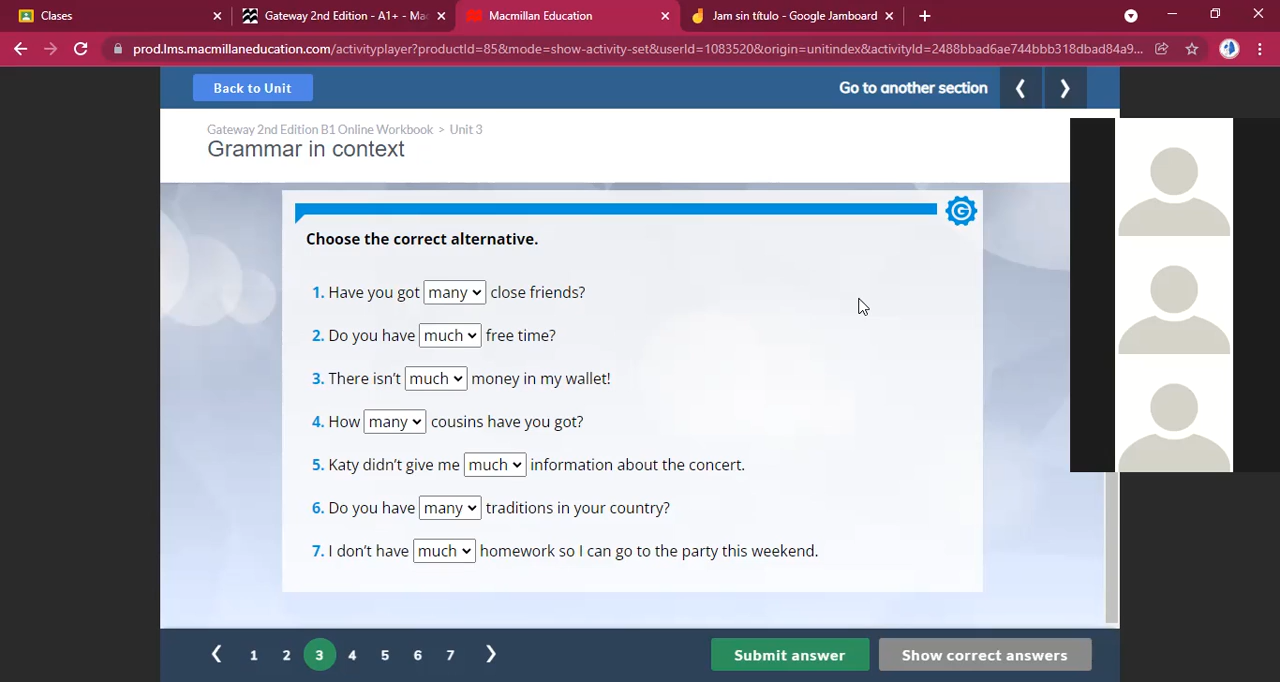 Clases
Gateway 2nd Edition - A1+ - Ma
Macmillan Education
Jam sin título - Google Jamboard
prod.lms.macmillaneducation.com/activityplayer?productId=85&mode=show-activity-set&userId=1083520&origin=unitindex&activityId=2488bbad6ae744bbb318dbad84a9...
Back to Unit
Go to another section
Gateway 2nd Edition B1 Online Workbook > Unit 3
Grammar in context
G
Choose the correct alternative.
1. Have you got many close friends?
2. Do you have much free time?
3. There isn't much money in my wallet!
4. How many cousins have you got?
5. Katy didn't give me much information about the concert.
6. Do you have many traditions in your country?
7. I don't have much homework so I can go to the party this weekend.
1 2 3 4 5 6 7
Submit answer
Show correct answers